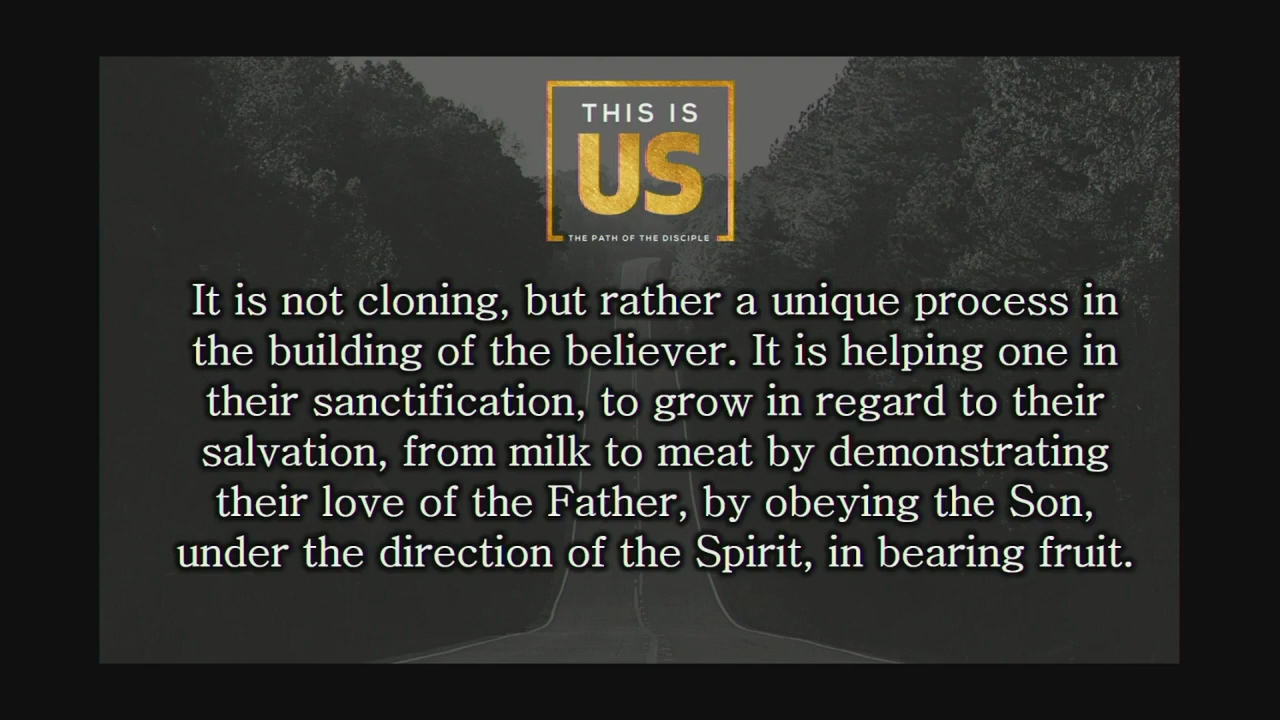 THIS IS
US
THE PATH OF THE DISCIPLE
It is not cloning, but rather a unique process in
the building of the believer. It is helping one in
their sanctification, to grow in regard to their
salvation, from milk to meat by demonstrating
their love of the Father, by obeying the Son,
under the direction of the Spirit, in bearing fruit.